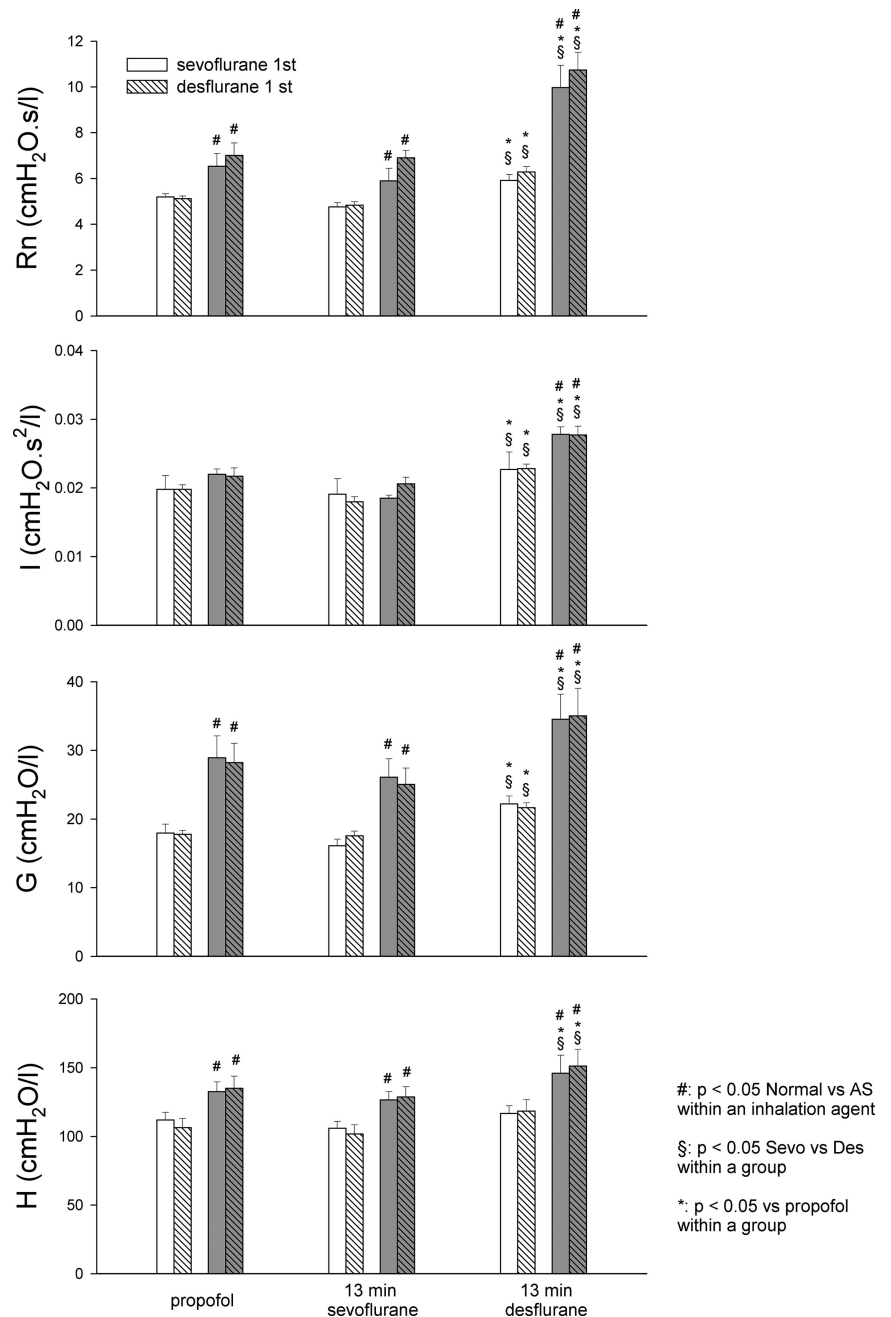 # #
* *
§ §
12
sevoflurane 1st
desflurane 1 st
10
8
# #
# #
* *
§ §
6
4
2
0
Rn (cmH₂O.s/l)
0.04
# #
* *
§ §
* *
§ §
0.03
0.02
0.01
0.00
I (cmH₂O.s²/l)
# #
* *
§ §
40
# #
# #
* *
§ §
30
20
10
0
G (cmH₂O/l)
200
# #
* *
§ §
# #
# #
150
100
50
0
H (cmH₂O/l)
propofol
13 min
sevoflurane
13 min
desflurane
#: p < 0.05 Normal vs AS
within an inhalation agent
§: p < 0.05 Sevo vs Des
within a group
*: p < 0.05 vs propofol
within a group